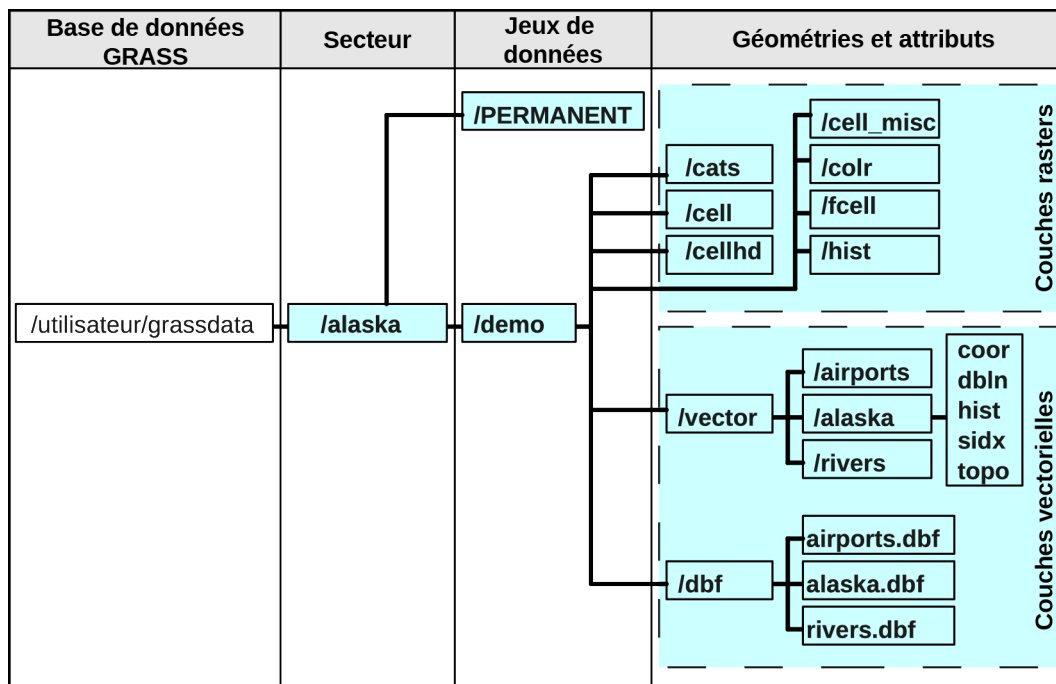 Base de données
GRASS
Secteur
Jeux de
données
Géométries et attributs
/utilisateur/grassdata
/alaska
/PERMANENT
/demo
/cats
/cell
/cellhd
/cell_misc
/colr
/fcell
/hist
Couches rasters
/vector
/airports
/alaska
/rivers
coor
dbln
hist
sidx
topo
/dbf
airports.dbf
alaska.dbf
rivers.dbf
Couches vectorielles